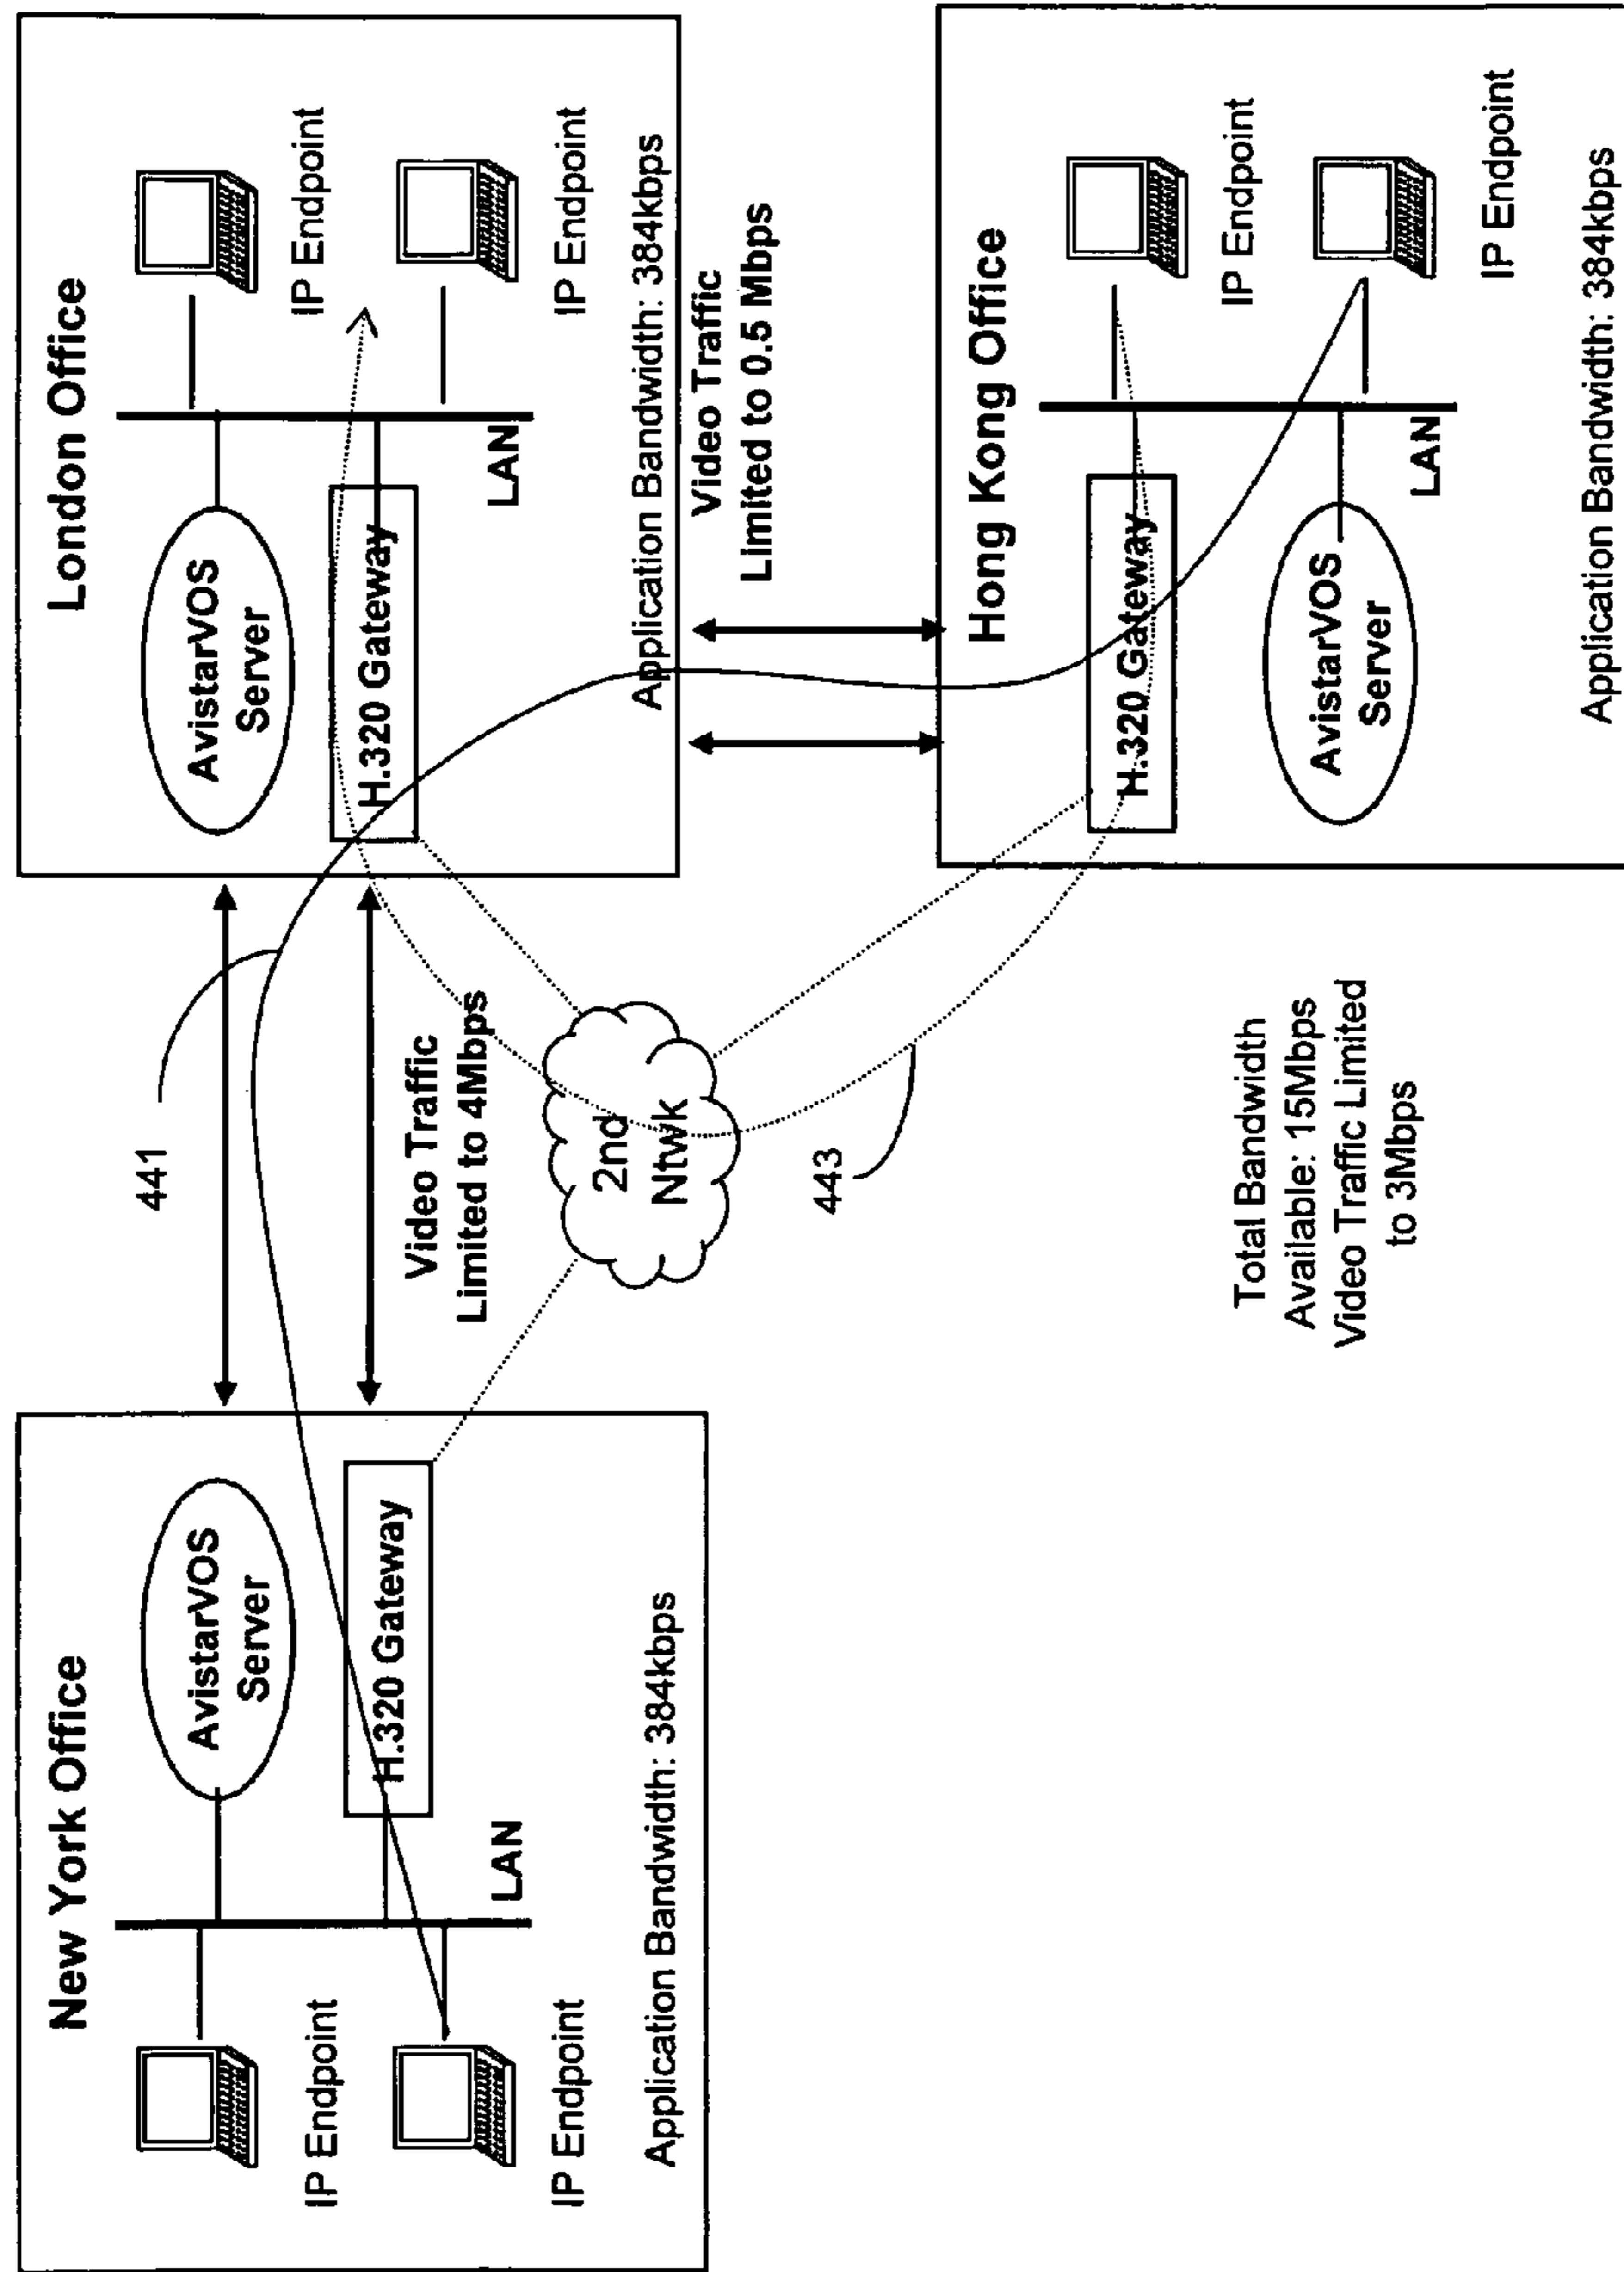 New York Office
AvistarVOS
Server
IP Endpoint
H.320 Gateway
IP Endpoint
LAN
Application Bandwidth: 384kbps
441
Video Traffic
Limited to 4Mbps
2nd
Ntwk
443
London Office
AvistarVOS
Server
IP Endpoint
H.320 Gateway
LAN
IP Endpoint
Application Bandwidth: 384kbps
Video Traffic
Limited to 0.5 Mbps
Total Bandwidth
Available: 15Mbps
Video Traffic Limited
to 3Mbps
Hong Kong Office
H.320 Gateway
IP Endpoint
AvistarVOS
Server
LAN
IP Endpoint
Application Bandwidth: 384kbps